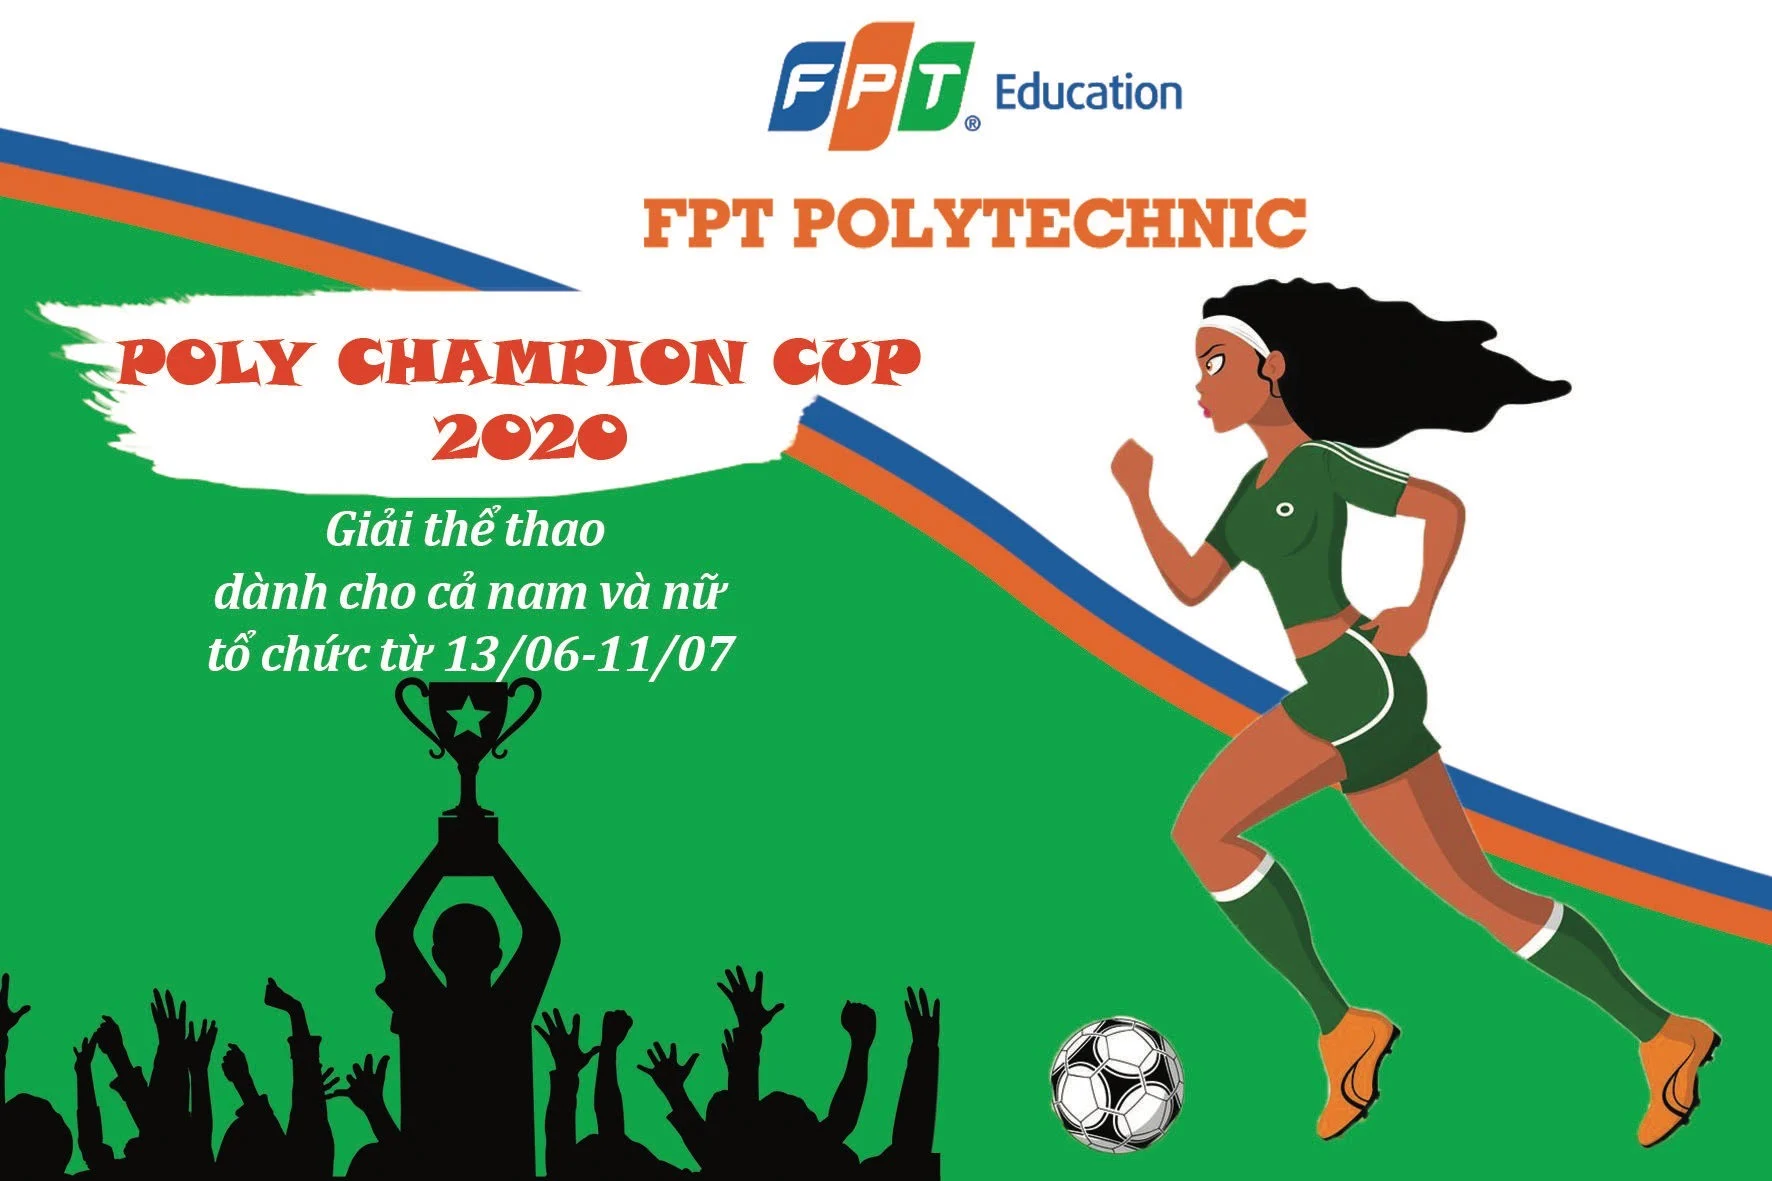 FPT® Education
FPT POLYTECHNIC
POLY CHAMPION CUP
2020
Giải thể thao
dành cho cả nam và nữ
tổ chức từ 13/06-11/07